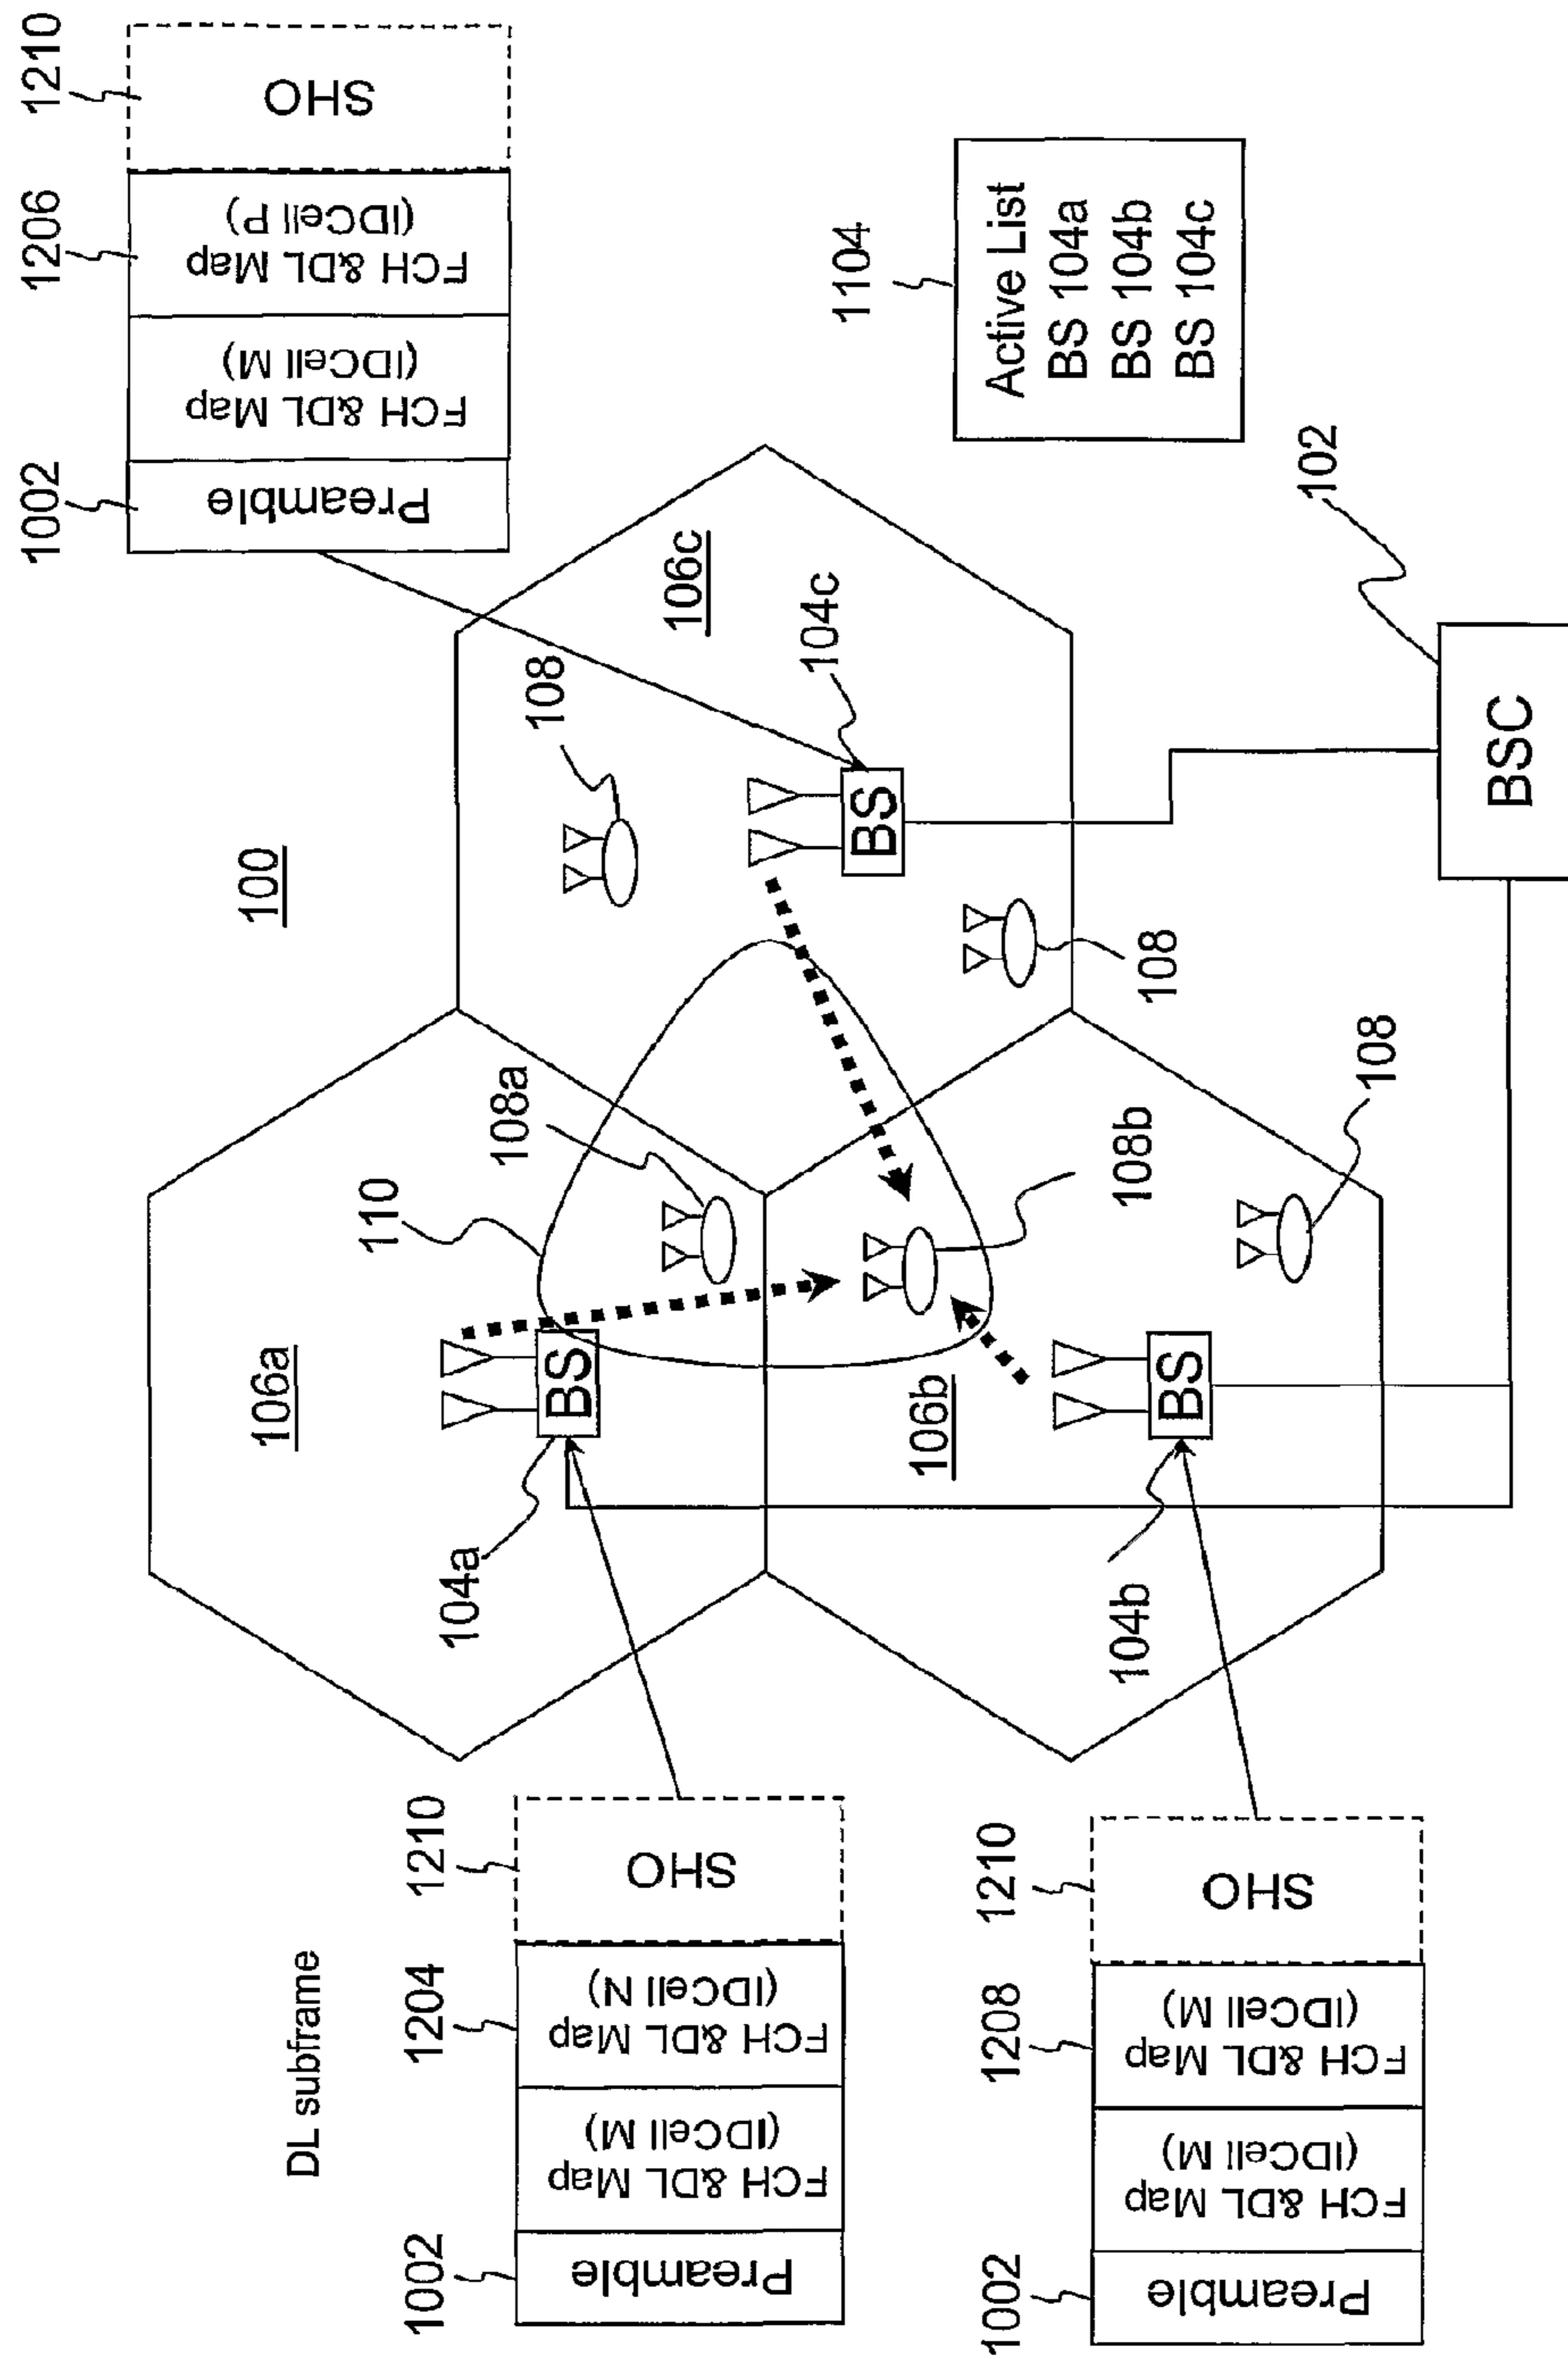 1002
1206
1210
Preamble
FCH &DL Map
(IDCell M)
FCH &DL Map
(IDCell P)
SHO
100
106a
110
108a
108
106c
104a
BS
104c
BS
1104
Active List
BS 104a
BS 104b
BS 104c
DL subframe
1002
1204
1210
Preamble
FCH &DL Map
(IDCell M)
FCH &DL Map
(IDCell N)
SHO
106b
108b
108
104b
BS
108
102
BSC
1002
1208
1210
Preamble
FCH &DL Map
(IDCell M)
FCH &DL Map
(IDCell M)
SHO